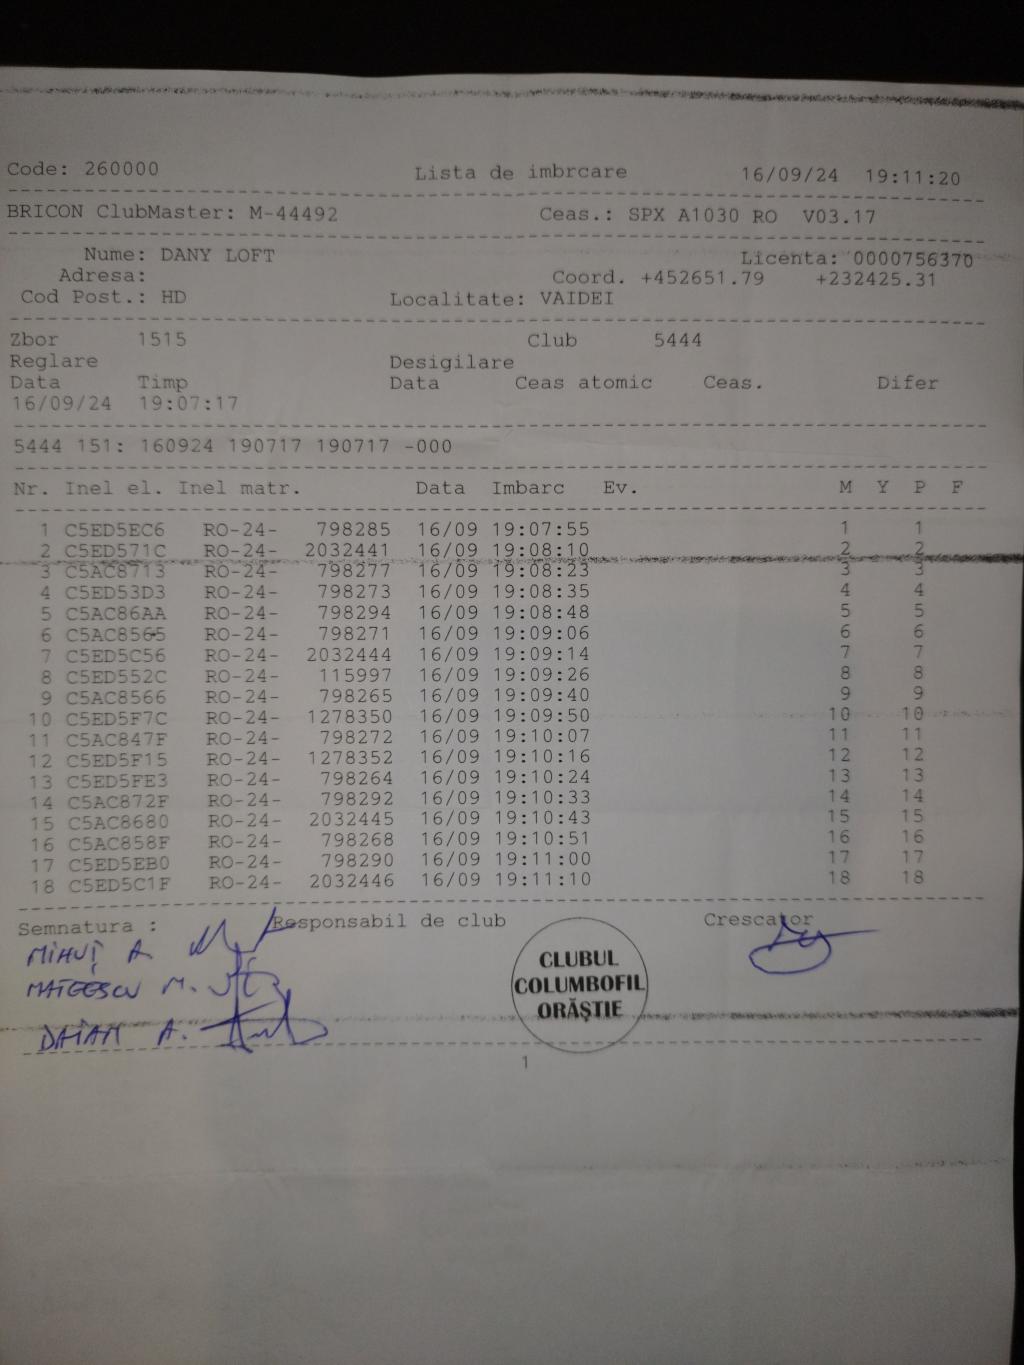 Code: 260000 Lista de imbrcare 16/09/24 19:11:20
BRICON ClubMaster: M-44492 Ceas.: SPX A1030 RO V03.17
Nume: DANY LOFT Licenta: 0000756370
Adresa: Coord. +452651.79 +232425.31
Cod Post.: HD Localitate: VAIDEI
Zbor 1515 Club 5444
Reglare Desigilare
Data Timp Data Ceas atomic Ceas. Difer
16/09/24 19:07:17
5444 151: 160924 190717 190717 -000
Nr. Inel el. Inel matr. Data Imbarc Ev. M Y P F
1 C5ED5EC6 RO-24- 798285 16/09 19:07:55 1 1
2 C5ED571C RO-24- 2032441 16/09 19:08:10 2 2
3 C5AC8713 RO-24- 798277 16/09 19:08:23 3 3
4 C5ED53D3 RO-24- 798273 16/09 19:08:35 4 4
5 C5AC86AA RO-24- 798294 16/09 19:08:48 5 5
6 C5AC8565 RO-24- 798271 16/09 19:09:06 6 6
7 C5ED5C56 RO-24- 2032444 16/09 19:09:14 7 7
8 C5ED552C RO-24- 115997 16/09 19:09:26 8 8
9 C5AC8566 RO-24- 798265 16/09 19:09:40 9 9
10 C5ED5F7C RO-24- 1278350 16/09 19:09:50 10 10
11 C5AC847F RO-24- 798272 16/09 19:10:07 11 11
12 C5ED5F15 RO-24- 1278352 16/09 19:10:16 12 12
13 C5ED5FE3 RO-24- 798264 16/09 19:10:24 13 13
14 C5AC872F RO-24- 798292 16/09 19:10:33 14 14
15 C5AC8680 RO-24- 2032445 16/09 19:10:43 15 15
16 C5AC858F RO-24- 798268 16/09 19:10:51 16 16
17 C5ED5EB0 RO-24- 798290 16/09 19:11:00 17 17
18 C5ED5C1F RO-24- 2032446 16/09 19:11:10 18 18
Semnatura : Responsabil de club Crescator
MIHUȚ A.
MATEESCU M.
DAIAN A.
CLUBUL
COLUMBOFIL
ORĂȘTIE
1